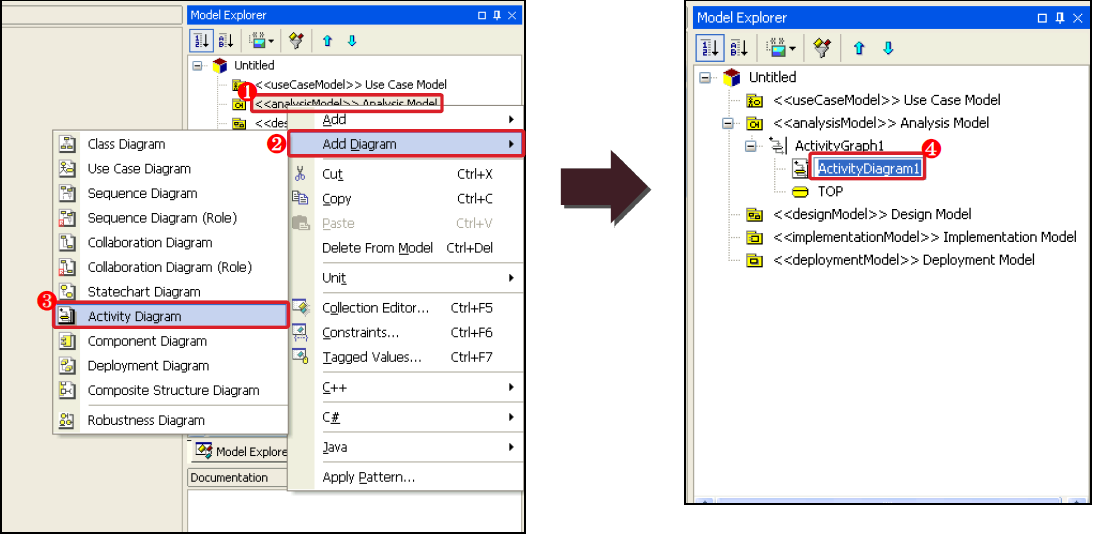 Model Explorer
Untitled
<<useCaseModel>> Use Case Model
1
<<analysisModel>> Analysis Model
<<des
Add
2
Add Diagram
Cut Ctrl+X
Copy Ctrl+C
Paste Ctrl+V
Delete From Model Ctrl+Del
Unit
Collection Editor... Ctrl+F5
Constraints... Ctrl+F6
Tagged Values... Ctrl+F7
C++
C#
Java
Apply Pattern...
Class Diagram
Use Case Diagram
Sequence Diagram
Sequence Diagram (Role)
Collaboration Diagram
Collaboration Diagram (Role)
Statechart Diagram
3
Activity Diagram
Component Diagram
Deployment Diagram
Composite Structure Diagram
Robustness Diagram
Model Explore
Documentation
Model Explorer
Untitled
<<useCaseModel>> Use Case Model
<<analysisModel>> Analysis Model
ActivityGraph1
4
ActivityDiagram1
TOP
<<designModel>> Design Model
<<implementationModel>> Implementation Model
<<deploymentModel>> Deployment Model